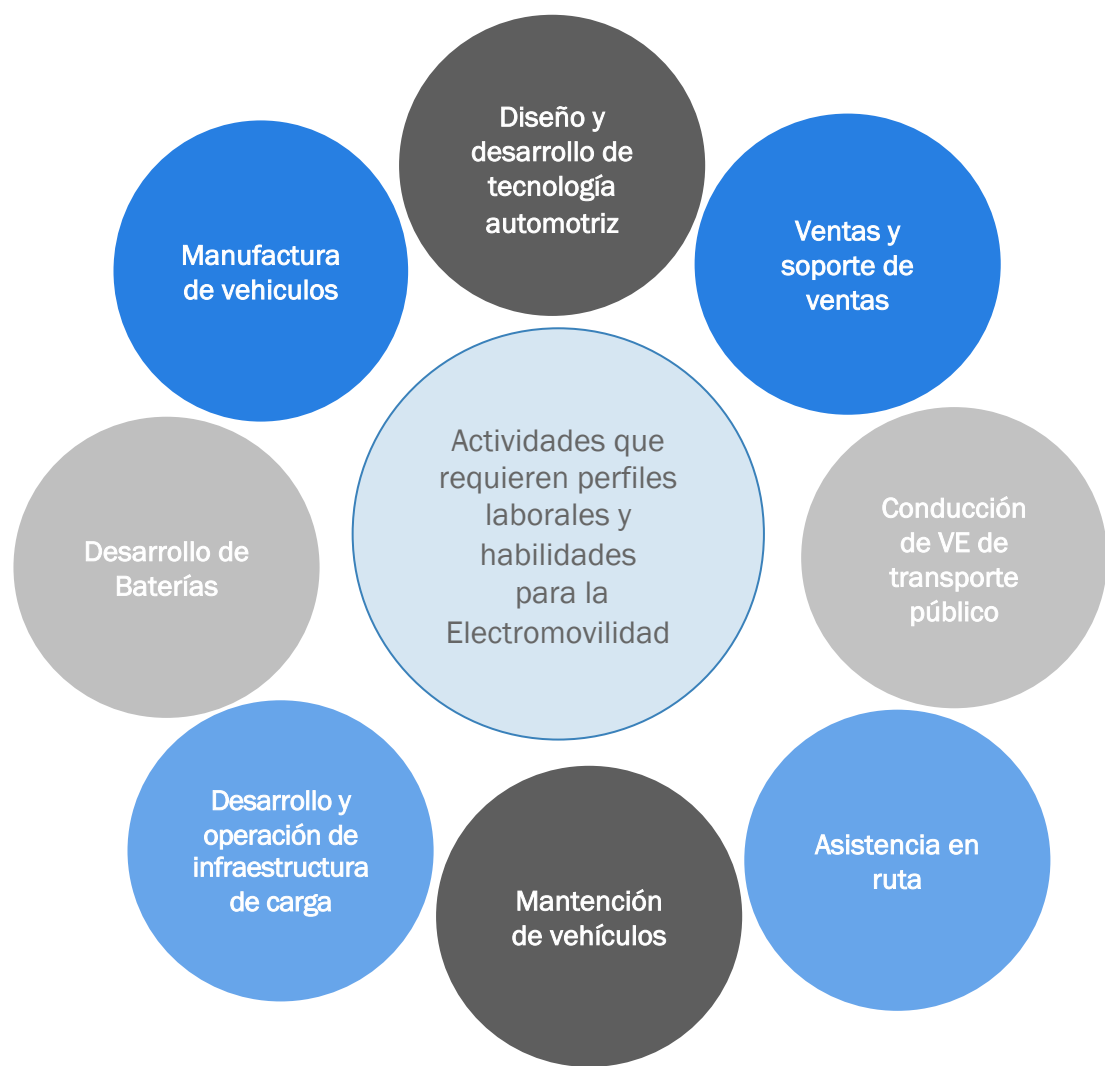 Diseño y
desarrollo de
tecnología
automotriz
Ventas y
soporte de
ventas
Conducción
de VE de
transporte
público
Asistencia en
ruta
Mantención
de vehículos
Desarrollo y
operación de
infraestructura
de carga
Desarrollo de
Baterías
Manufactura
de vehiculos
Actividades que
requieren perfiles
laborales y
habilidades
para la
Electromovilidad